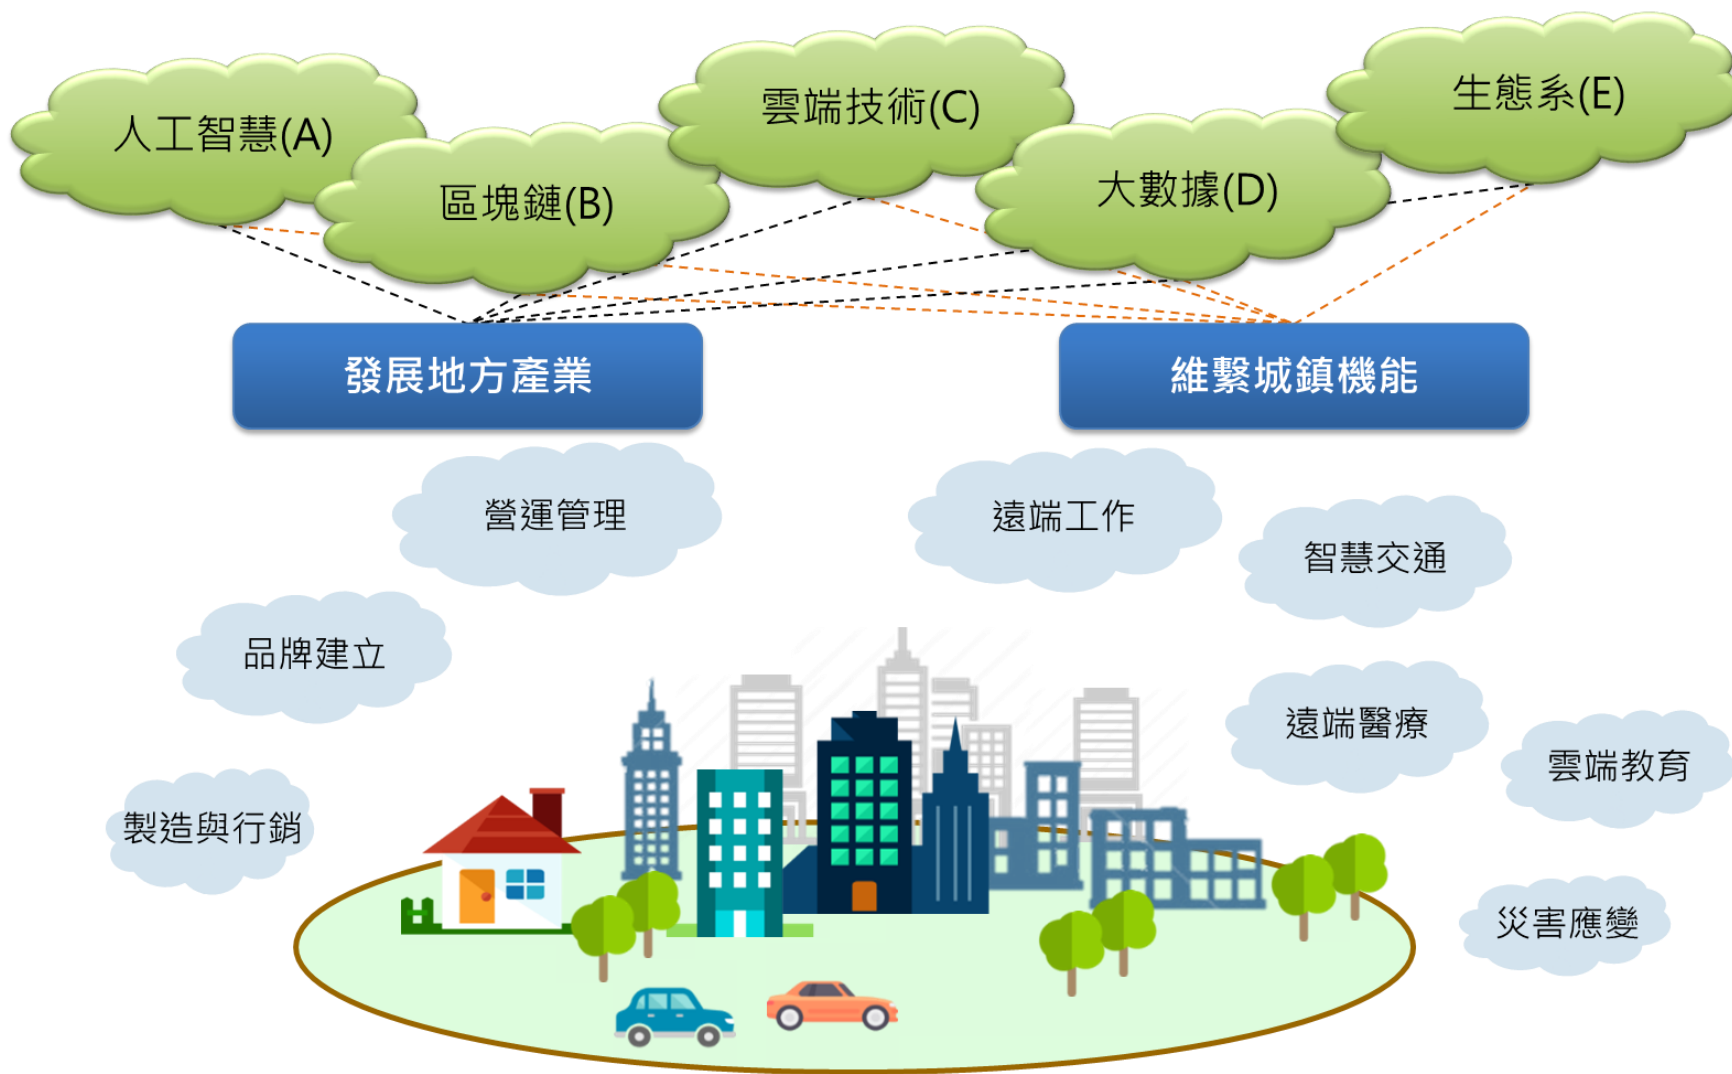 人工智慧(A)
區塊鏈(B)
雲端技術(C)
大數據(D)
生態系(E)
發展地方產業
維繫城鎮機能
營運管理
品牌建立
製造與行銷
遠端工作
智慧交通
遠端醫療
雲端教育
災害應變